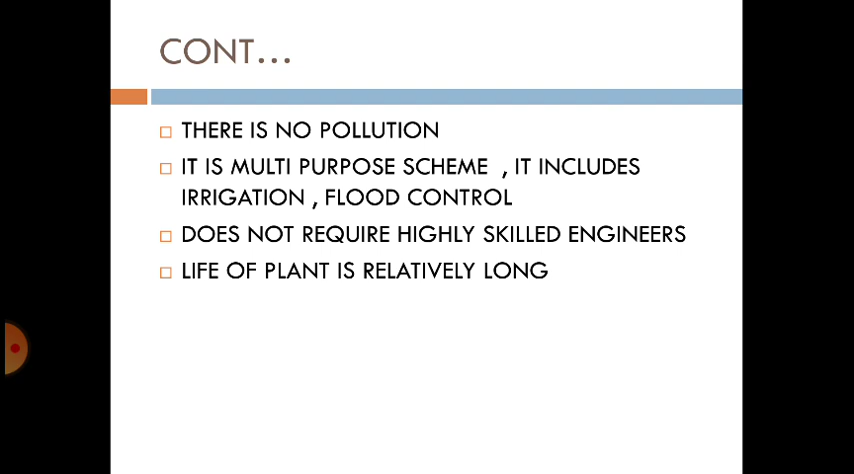 CONT...
THERE IS NO POLLUTION
IT IS MULTI PURPOSE SCHEME , IT INCLUDES
IRRIGATION , FLOOD CONTROL
DOES NOT REQUIRE HIGHLY SKILLED ENGINEERS
LIFE OF PLANT IS RELATIVELY LONG